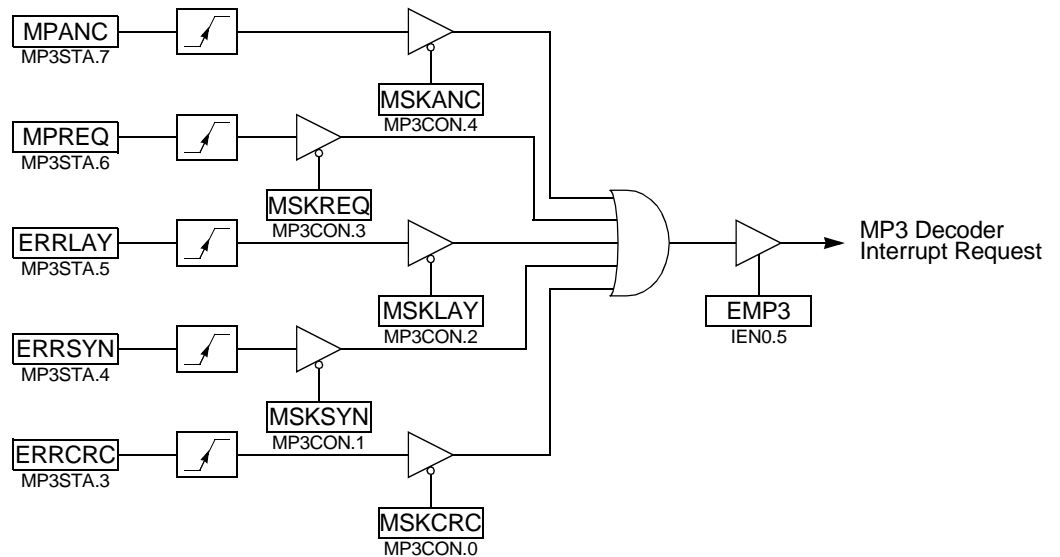 MPANC
MP3STA.7
MSKANC
MP3CON.4
MPREQ
MP3STA.6
MSKREQ
MP3CON.3
ERRLAY
MP3STA.5
MSKLAY
MP3CON.2
MP3 Decoder
Interrupt Request
EMP3
IEN0.5
ERRSYN
MP3STA.4
MSKSYN
MP3CON.1
ERRCRC
MP3STA.3
MSKCRC
MP3CON.0